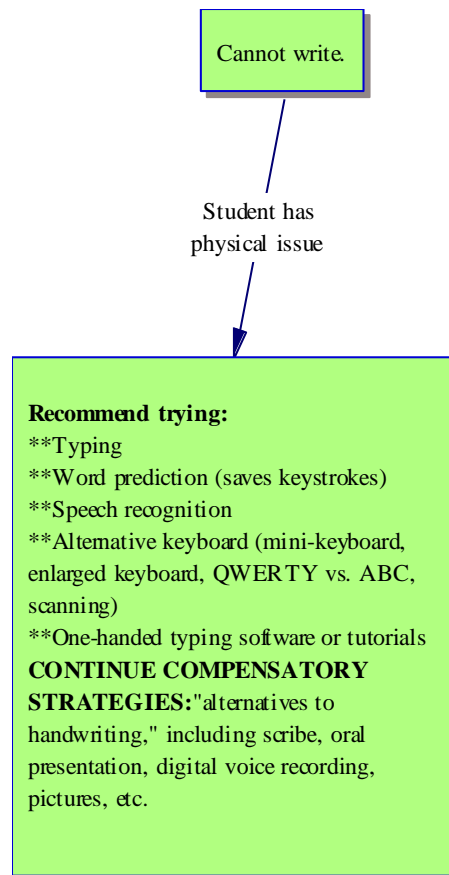 Cannot write.
Student has
physical issue
Recommend trying:
**Typing
**Word prediction (saves keystrokes)
**Speech recognition
**Alternative keyboard (mini-keyboard,
enlarged keyboard, QWERTY vs. ABC,
scanning)
**One-handed typing software or tutorials
CONTINUE COMPENSATORY
STRATEGIES:"alternatives to
handwriting," including scribe, oral
presentation, digital voice recording,
pictures, etc.